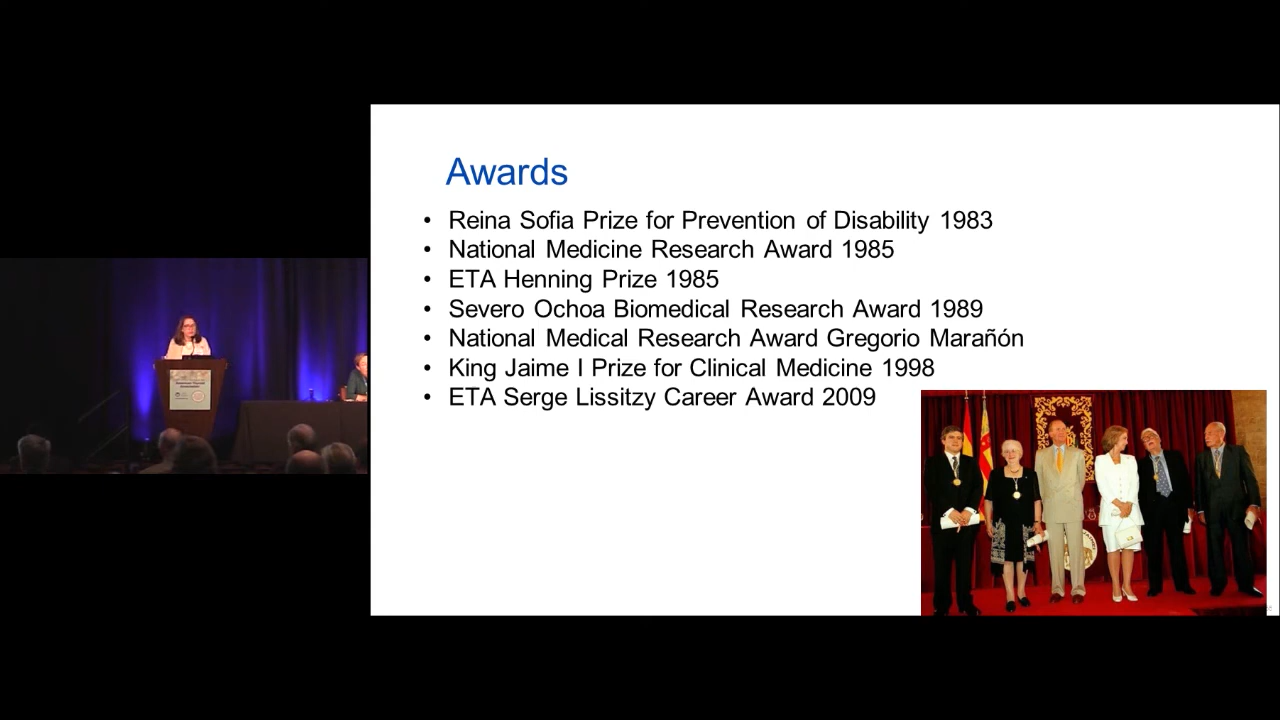 Awards
• Reina Sofia Prize for Prevention of Disability 1983
• National Medicine Research Award 1985
• ETA Henning Prize 1985
• Severo Ochoa Biomedical Research Award 1989
• National Medical Research Award Gregorio Marañón
• King Jaime I Prize for Clinical Medicine 1998
• ETA Serge Lissitzy Career Award 2009